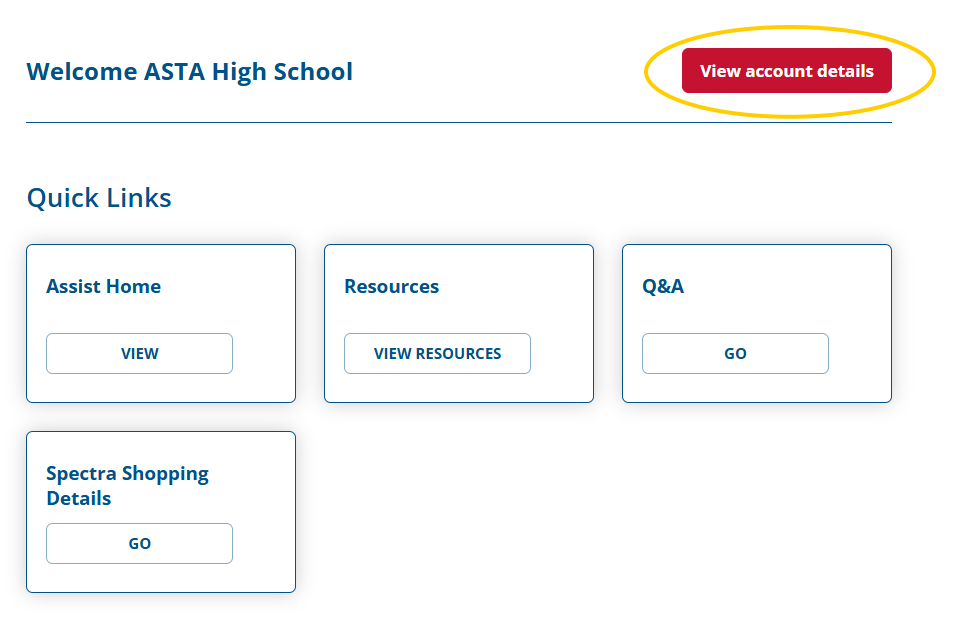 Welcome ASTA High School
View account details
Quick Links
Assist Home
VIEW
Resources
VIEW RESOURCES
Q&A
GO
Spectra Shopping
Details
GO